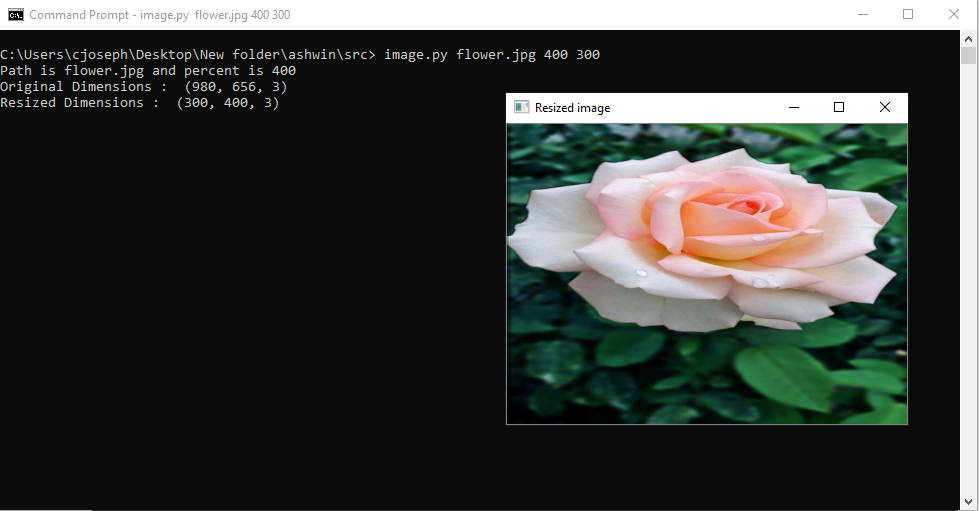 Command Prompt - image.py  flower.jpg 400 300
C:\Users\cjoseph\Desktop\New folder\ashwin\src> image.py flower.jpg 400 300
Path is flower.jpg and percent is 400
Original Dimensions :  (980, 656, 3)
Resized Dimensions :  (300, 400, 3)
Resized image